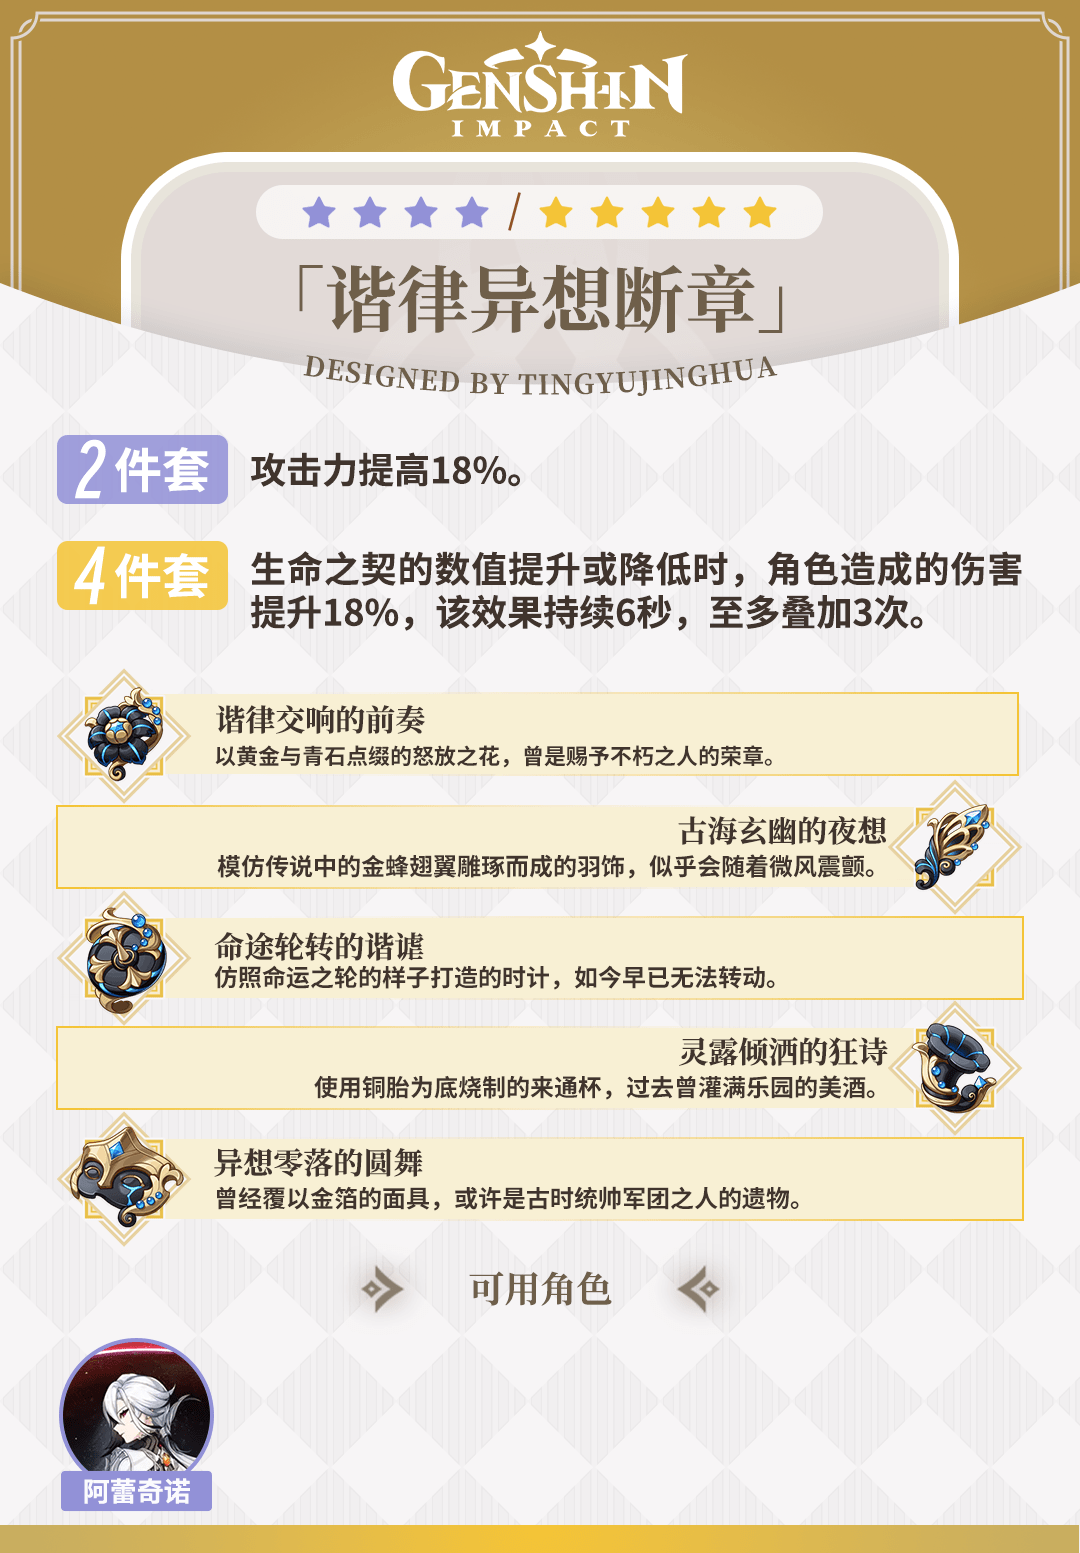 GENSHIN
IMPACT
「谐律异想断章」
DESIGNED BY TINGYUJINGHUA
2件套
攻击力提高18%。
4件套
生命之契的数值提升或降低时，角色造成的伤害
提升18%，该效果持续6秒，至多叠加3次。
谐律交响的前奏
以黄金与青石点缀的怒放之花，曾是赐予不朽之人的荣章。
古海玄幽的夜想
模仿传说中的金蜂翅翼雕琢而成的羽饰，似乎会随着微风震颤。
命途轮转的谐谑
仿照命运之轮的样子打造的时计，如今早已无法转动。
灵露倾洒的狂诗
使用铜胎为底烧制的来通杯，过去曾灌满乐园的美酒。
异想零落的圆舞
曾经覆以金箔的面具，或许是古时统帅军团之人的遗物。
可用角色
阿蕾奇诺